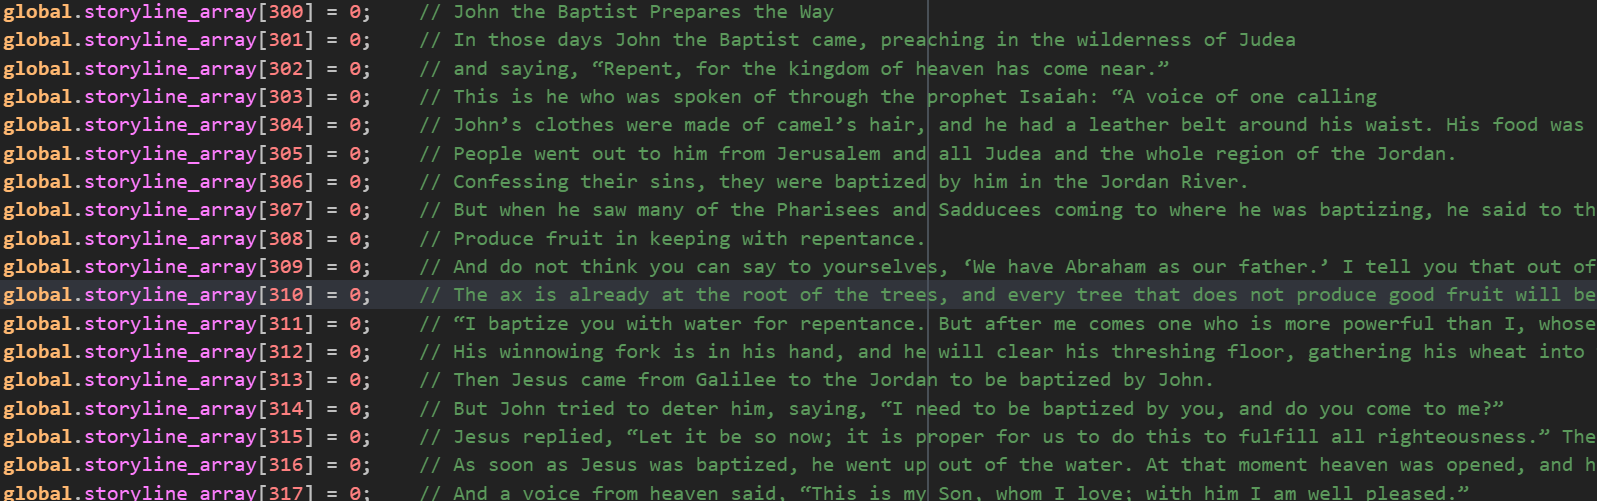 global.storyline_array[300] = 0;    // John the Baptist Prepares the Way
global.storyline_array[301] = 0;    // In those days John the Baptist came, preaching in the wilderness of Judea
global.storyline_array[302] = 0;    // and saying, “Repent, for the kingdom of heaven has come near.”
global.storyline_array[303] = 0;    // This is he who was spoken of through the prophet Isaiah: “A voice of one calling
global.storyline_array[304] = 0;    // John’s clothes were made of camel’s hair, and he had a leather belt around his waist. His food was
global.storyline_array[305] = 0;    // People went out to him from Jerusalem and all Judea and the whole region of the Jordan.
global.storyline_array[306] = 0;    // Confessing their sins, they were baptized by him in the Jordan River.
global.storyline_array[307] = 0;    // But when he saw many of the Pharisees and Sadducees coming to where he was baptizing, he said to th
global.storyline_array[308] = 0;    // Produce fruit in keeping with repentance.
global.storyline_array[309] = 0;    // And do not think you can say to yourselves, ‘We have Abraham as our father.’ I tell you that out of
global.storyline_array[310] = 0;    // The ax is already at the root of the trees, and every tree that does not produce good fruit will be
global.storyline_array[311] = 0;    // “I baptize you with water for repentance. But after me comes one who is more powerful than I, whose
global.storyline_array[312] = 0;    // His winnowing fork is in his hand, and he will clear his threshing floor, gathering his wheat into
global.storyline_array[313] = 0;    // Then Jesus came from Galilee to the Jordan to be baptized by John.
global.storyline_array[314] = 0;    // But John tried to deter him, saying, “I need to be baptized by you, and do you come to me?”
global.storyline_array[315] = 0;    // Jesus replied, “Let it be so now; it is proper for us to do this to fulfill all righteousness.” The
global.storyline_array[316] = 0;    // As soon as Jesus was baptized, he went up out of the water. At that moment heaven was opened, and h
global.storyline_array[317] = 0;    // And a voice from heaven said, “This is my Son, whom I love; with him I am well pleased.”